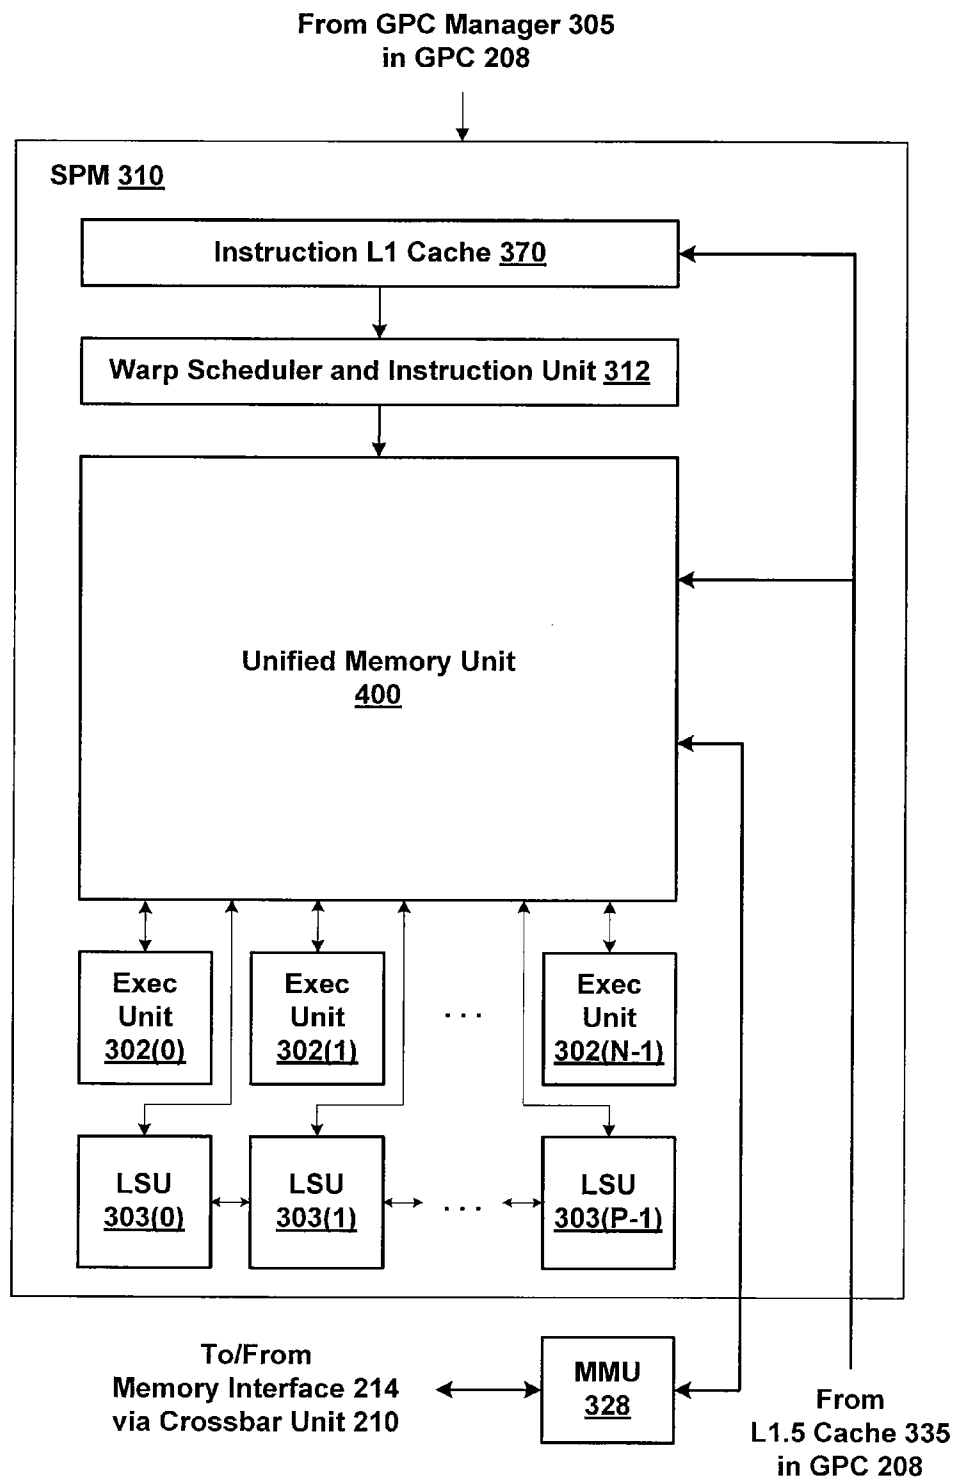 From GPC Manager 305
in GPC 208
SPM 310
Instruction L1 Cache 370
Warp Scheduler and Instruction Unit 312
Unified Memory Unit
400
Exec
Unit
302(0)
Exec
Unit
302(1)
. . .
Exec
Unit
302(N-1)
LSU
303(0)
LSU
303(1)
. . .
LSU
303(P-1)
To/From
Memory Interface 214
via Crossbar Unit 210
MMU
328
From
L1.5 Cache 335
in GPC 208